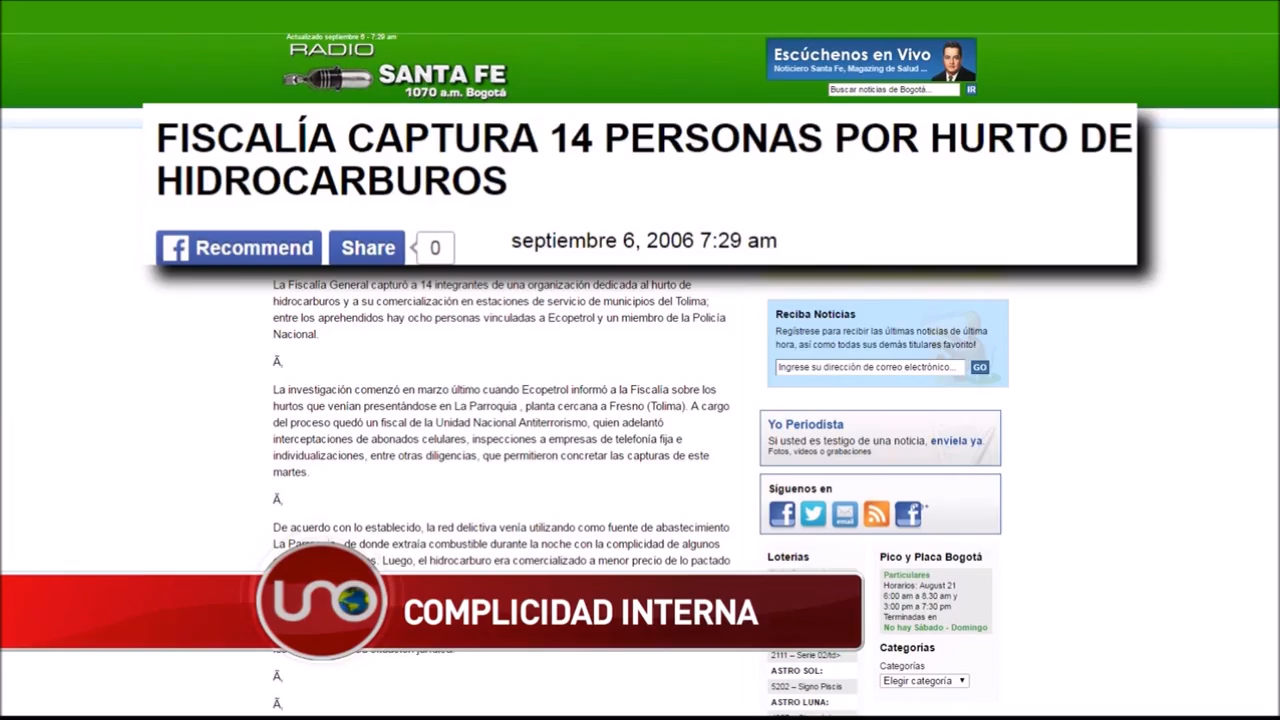 Actualizado septiembre 6 - 7:29 am
RADIO
SANTA FE
1070 a.m. Bogotá
Escúchenos en Vivo
Noticiero Santa Fe, Magazing de Salud ...
Buscar noticias de Bogotá...
IR
FISCALÍA CAPTURA 14 PERSONAS POR HURTO DE
HIDROCARBUROS
Recommend
Share
0
septiembre 6, 2006 7:29 am
La Fiscalía General capturó a 14 integrantes de una organización dedicada al hurto de
hidrocarburos y a su comercialización en estaciones de servicio de municipios del Tolima;
entre los aprehendidos hay ocho personas vinculadas a Ecopetrol y un miembro de la Policía
Nacional.
Ã,
La investigación comenzó en marzo último cuando Ecopetrol informó a la Fiscalía sobre los
hurtos que venían presentándose en La Parroquia , planta cercana a Fresno (Tolima). A cargo
del proceso quedó un fiscal de la Unidad Nacional Antiterrorismo, quien adelantó
interceptaciones de abonados celulares, inspecciones a empresas de telefonía fija e
individualizaciones, entre otras diligencias, que permitieron concretar las capturas de este
martes.
Ã,
De acuerdo con lo establecido, la red delictiva venía utilizando como fuente de abastecimiento
La de donde extraía combustible durante la noche con la complicidad de algunos
Luego, el hidrocarburo era comercializado a menor precio de lo pactado
situación jurídica.
Ã,
Ã,
Reciba Noticias
Regístrese para recibir las últimas noticias de última
hora, así como todas sus demás titulares favorito!
Ingrese su dirección de correo electrónico...
GO
Yo Periodista
Si usted es testigo de una noticia, envíela ya.
Fotos, videos o grabaciones
Síguenos en
email
Loterias
2111 – Serie 02/td>
ASTRO SOL:
5202 – Signo Piscis
ASTRO LUNA:
Pico y Placa Bogotá
Particulares
Horarios: August 21
6:00 am a 8.30 am y
3:00 pm a 7:30 pm
Terminadas en
No hay Sábado - Domingo
Categorías
Categorías
Elegir categoría
UNO
COMPLICIDAD INTERNA